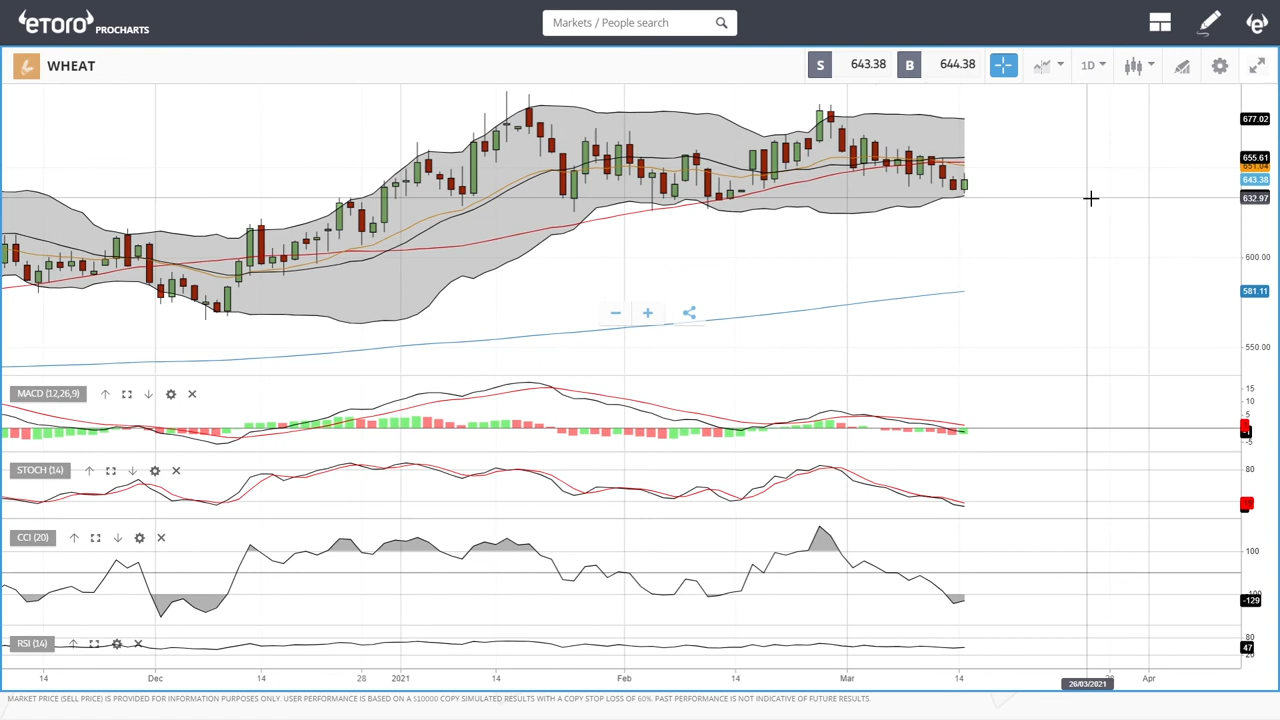 eToro PROCHARTS
Markets / People search
WHEAT
S 643.38 B 644.38 1D
677.02
655.61
643.38
632.97
600.00
581.11
550.00
MACD (12,26,9)
15
10
5
-5
STOCH (14)
80
CCI (20)
100
-129
RSI (14)
80
47
14 Dec 14 28 2021 14 Feb 14 Mar 14 Apr
26/03/2021
MARKET PRICE (SELL PRICE) IS PROVIDED FOR INFORMATION PURPOSES ONLY. USER PERFORMANCE IS BASED ON A $10000 COPY SIMULATED RESULTS WITH A COPY STOP LOSS OF 60%. PAST PERFORMANCE IS NOT INDICATIVE OF FUTURE RESULTS.